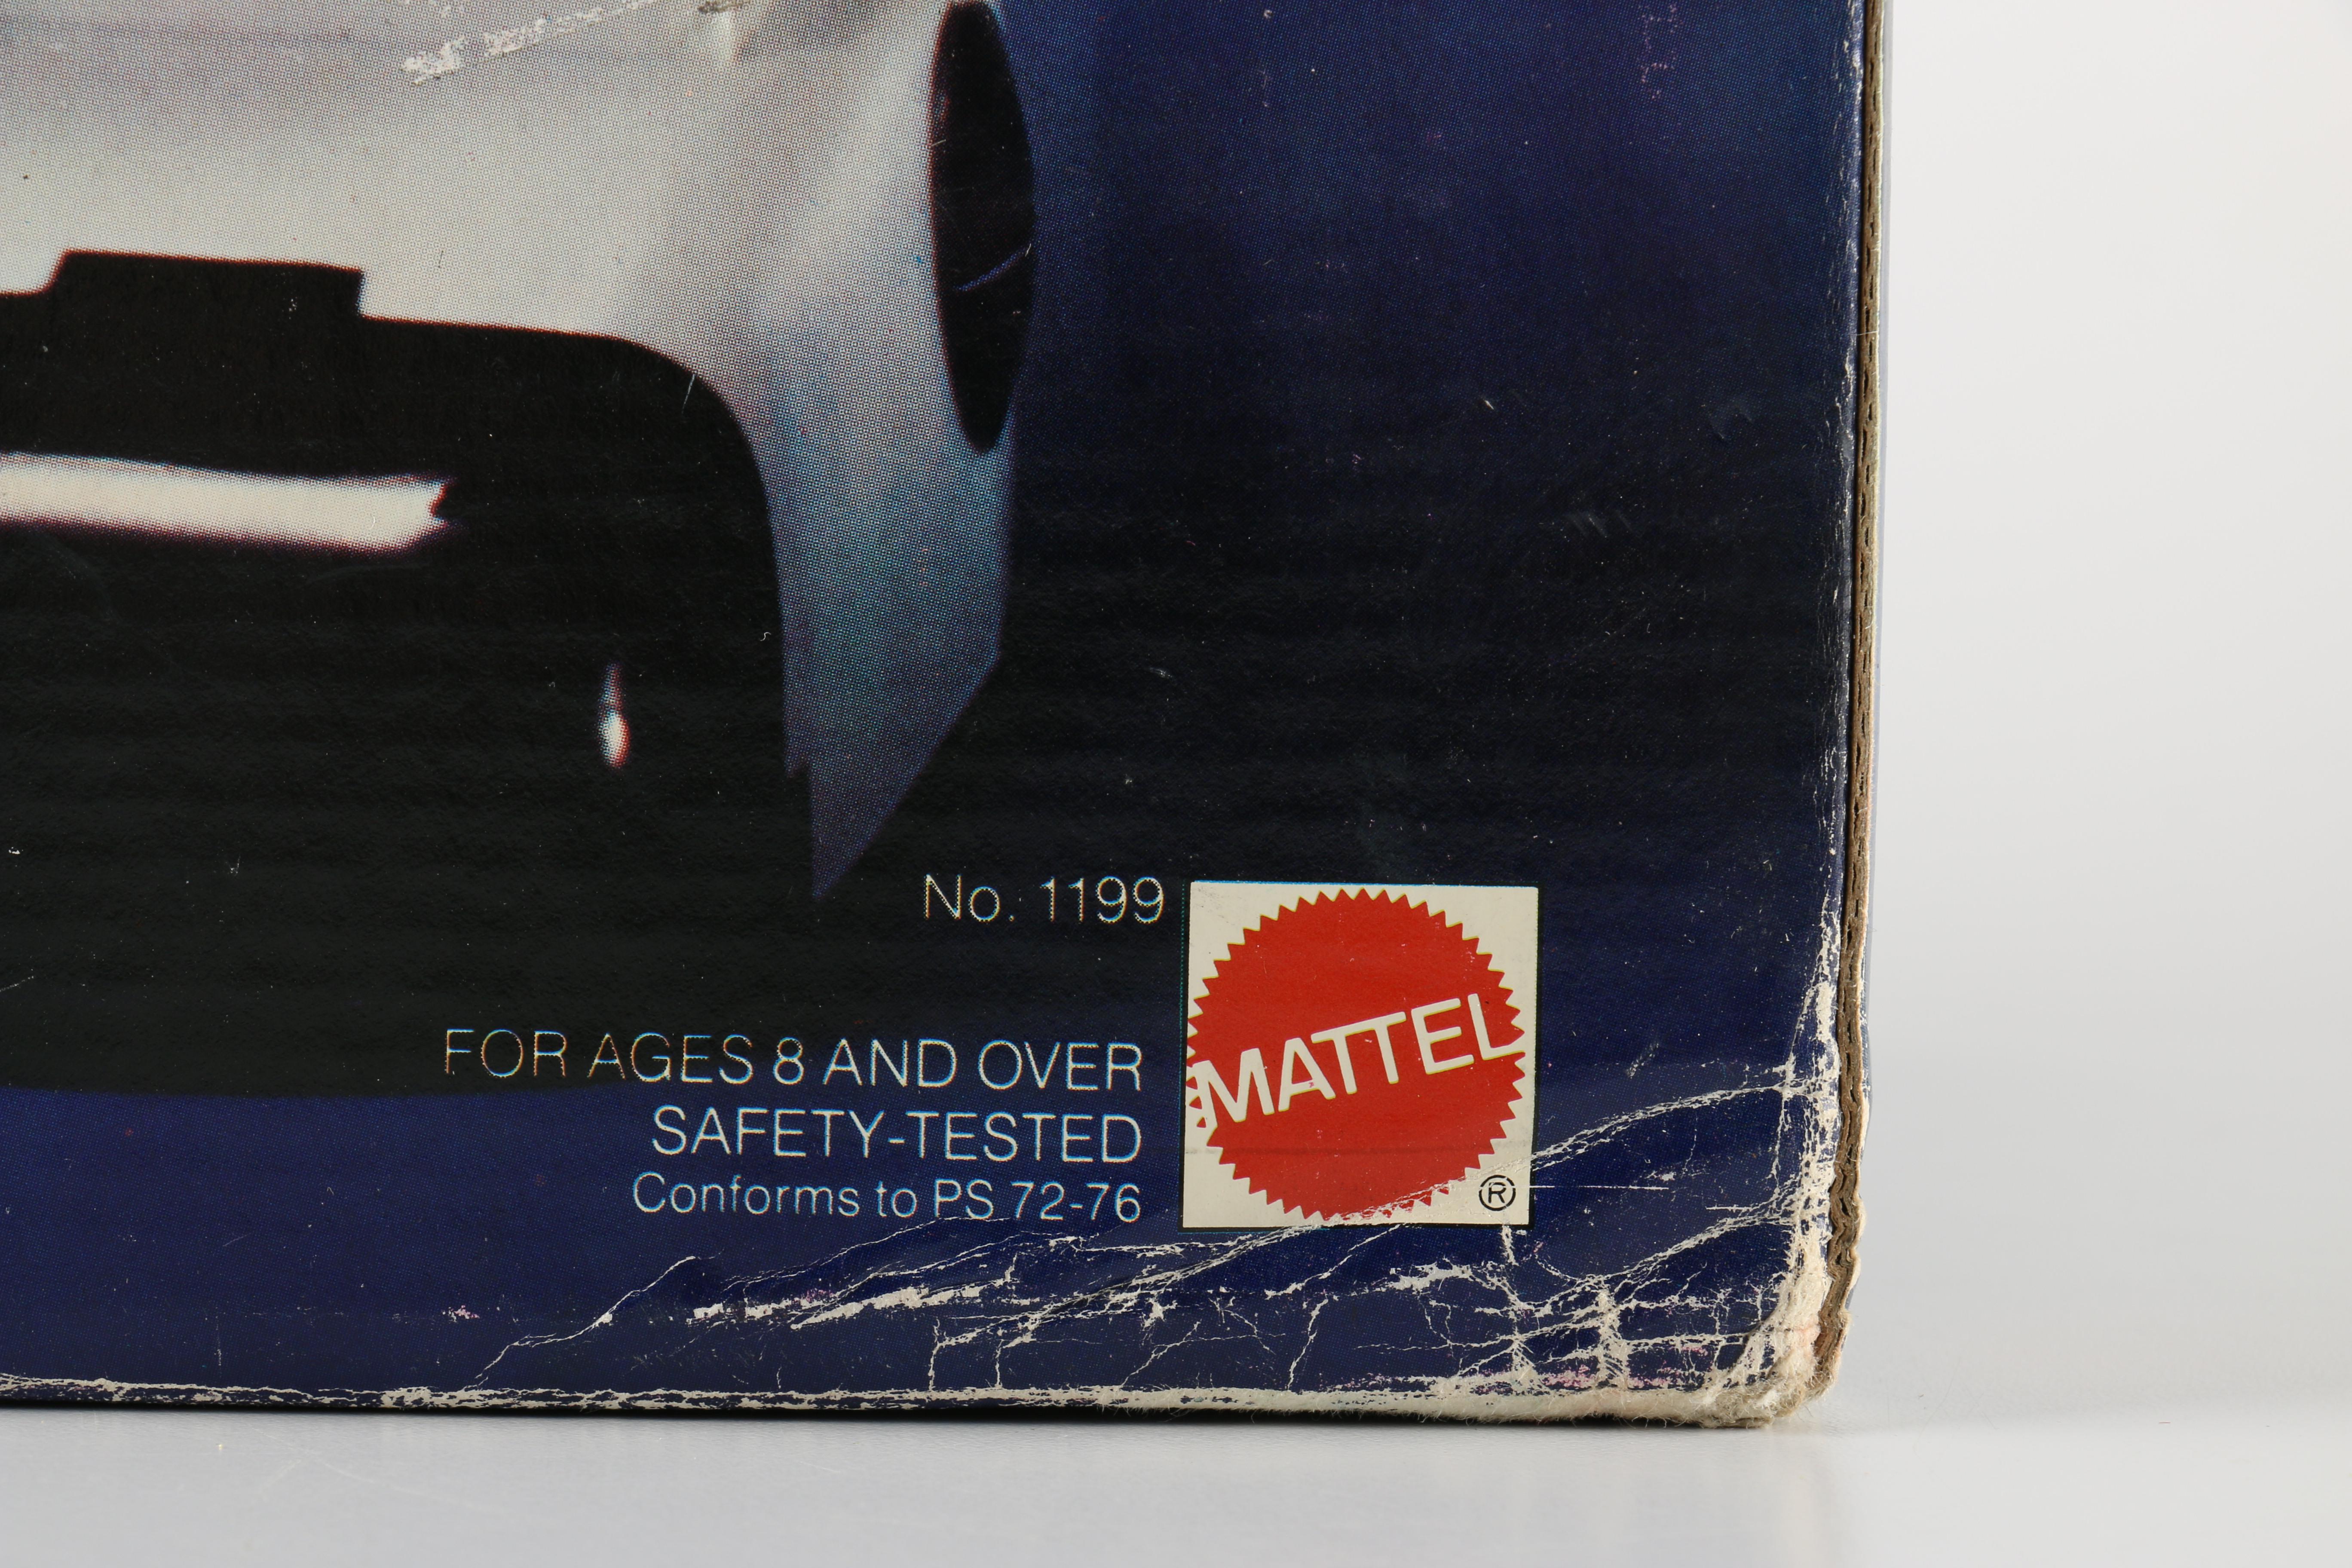 No. 1199
FOR AGES 8 AND OVER
SAFETY-TESTED
Conforms to PS 72-76
MATTEL
®